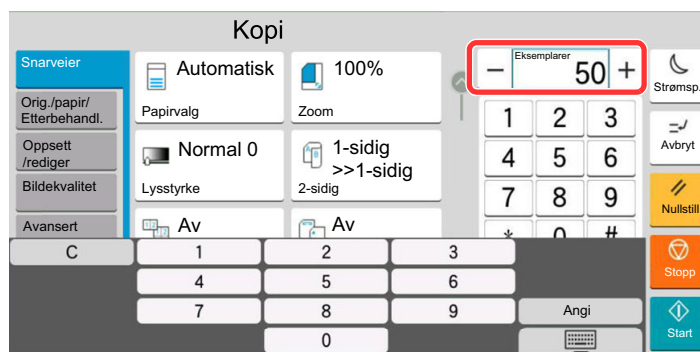 Kopi
Snarveier
Orig./papir/
Etterbehandl.
Oppsett
/rediger
Bildekvalitet
Avansert
Automatisk
Papirvalg
100%
Zoom
Normal 0
Lysstyrke
1-sidig
>>1-sidig
2-sidig
Av
Av
Eksemplarer
− 50 +
1 2 3
4 5 6
7 8 9
* 0 #
Strømsp.
Avbryt
Nullstill
Stopp
Start
C 1 2 3
4 5 6
7 8 9 Angi
0